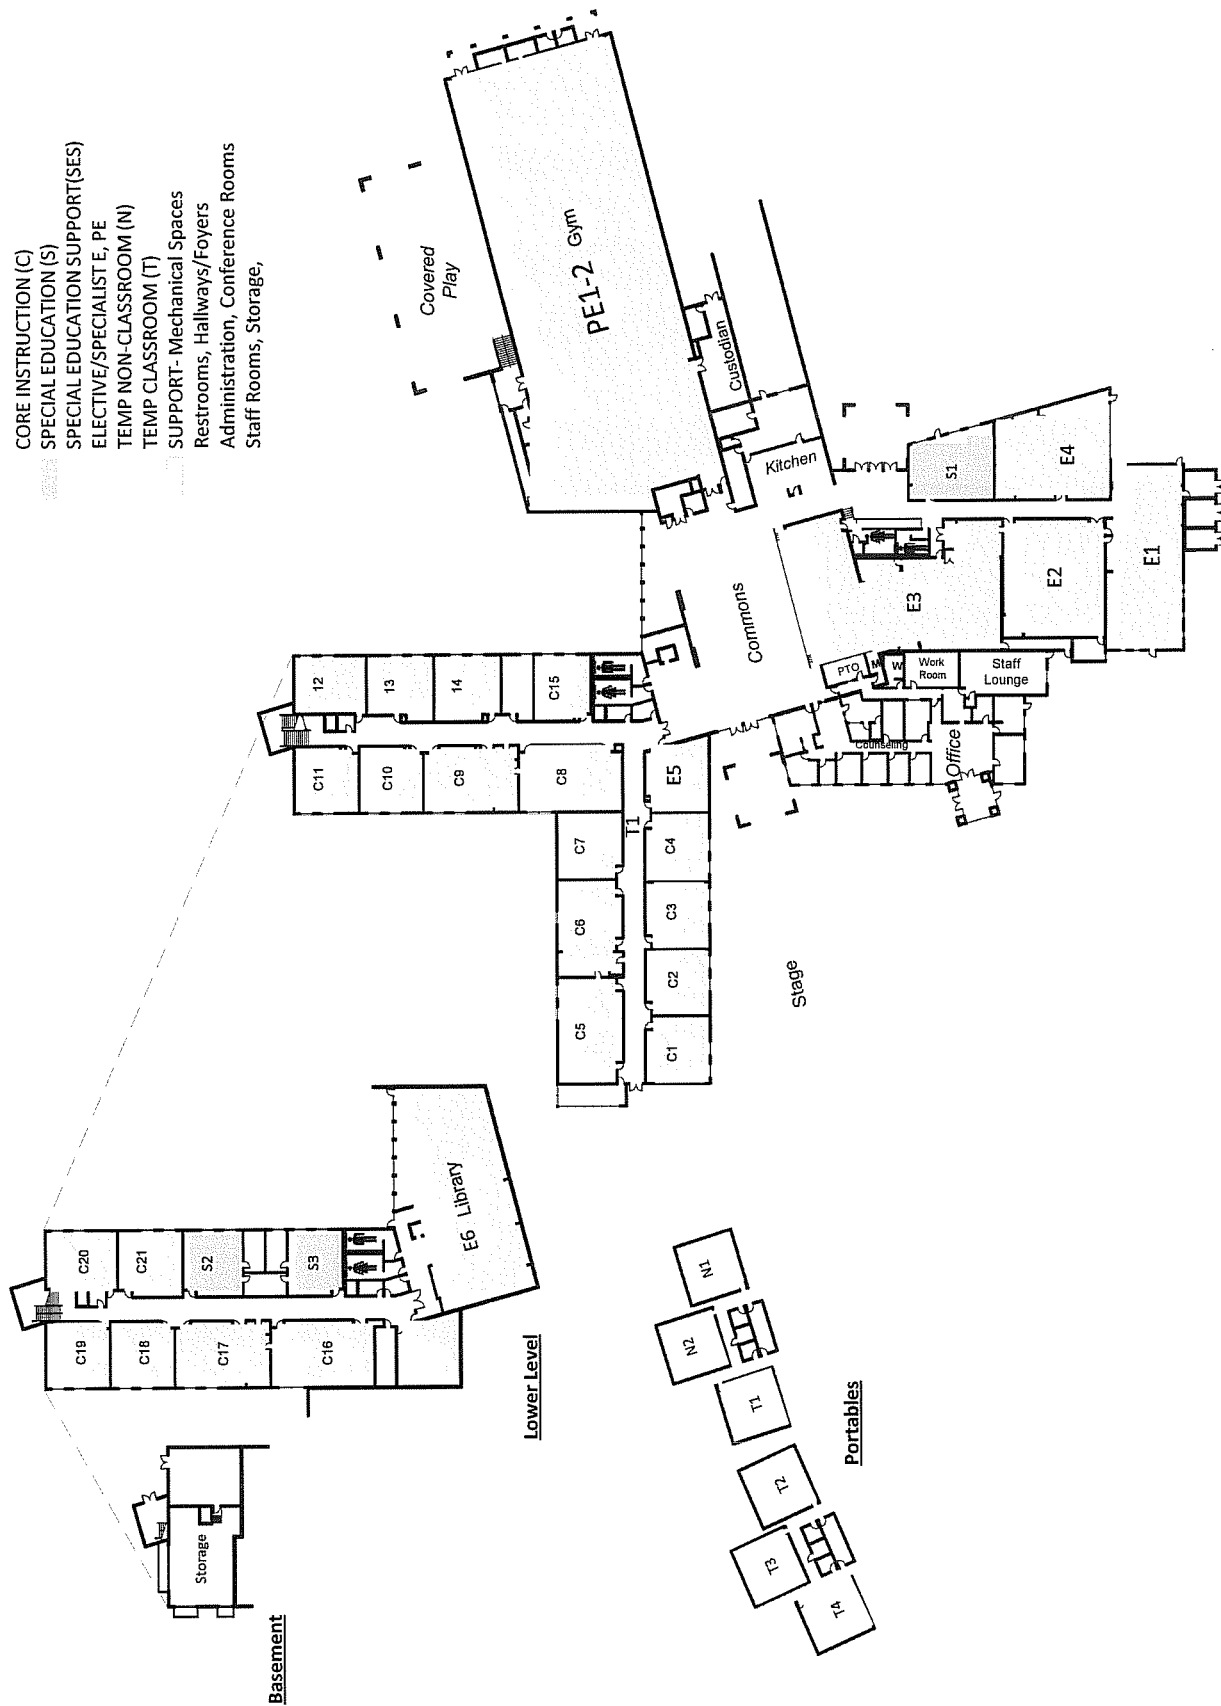 CORE INSTRUCTION (C)
SPECIAL EDUCATION (S)
SPECIAL EDUCATION SUPPORT(SES)
ELECTIVE/SPECIALIST E, PE
TEMP NON-CLASSROOM (N)
TEMP CLASSROOM (T)
SUPPORT- Mechanical Spaces
Restrooms, Hallways/Foyers
Administration, Conference Rooms
Staff Rooms, Storage,
Covered
Play
PE1-2 Gym
Custodian
Kitchen
S1
E4
E1
E2
E3
Commons
PTO
M
W
Work
Room
Staff
Lounge
Counseling
Office
12
13
14
C15
C11
C10
C9
C8
E5
T1
C7
C6
C5
C4
C3
C2
C1
Stage
C20
C21
S2
S3
E6 Library
C19
C18
C17
C16
Lower Level
Storage
Basement
N1
N2
T1
T2
T3
T4
Portables